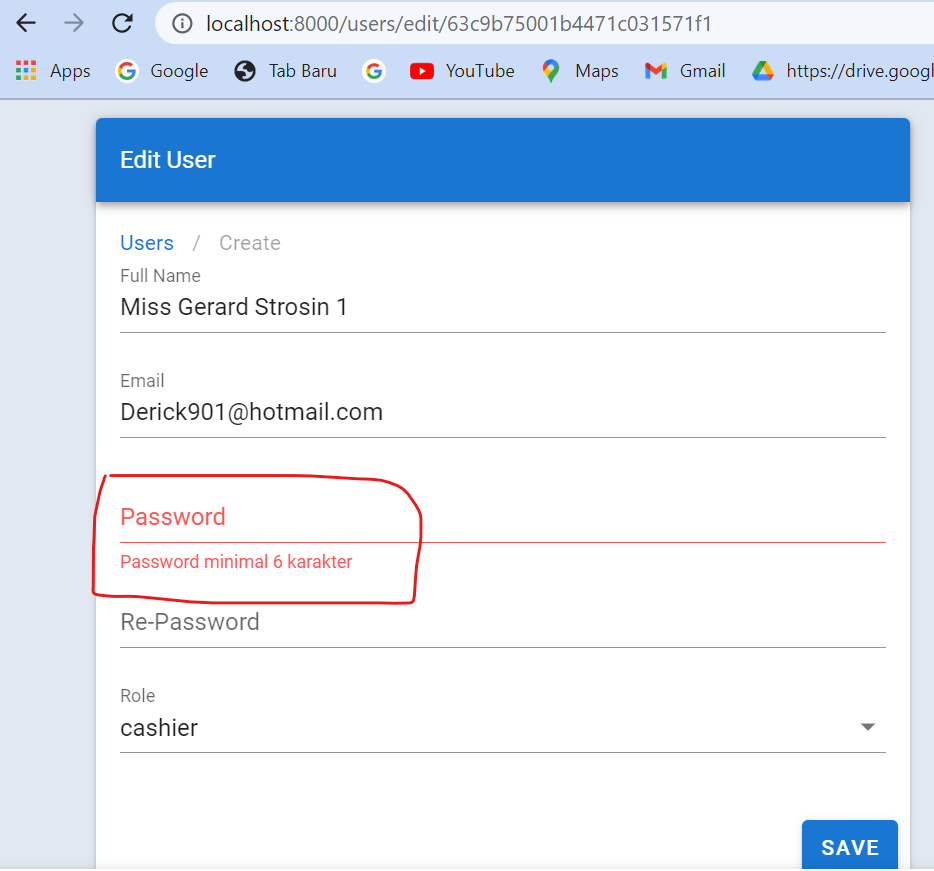 localhost:8000/users/edit/63c9b75001b4471c031571f1
Apps Google Tab Baru YouTube Maps Gmail https://drive.googl
Edit User
Users / Create
Full Name
Miss Gerard Strosin 1
Email
Derick901@hotmail.com
Password
Password minimal 6 karakter
Re-Password
Role
cashier
SAVE